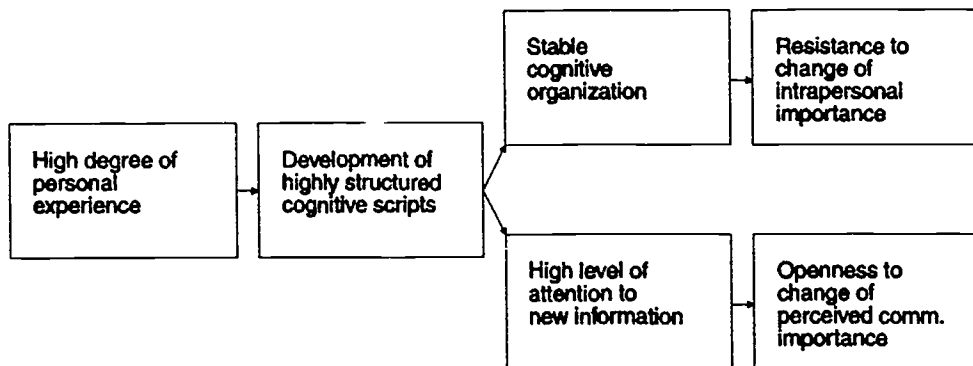 High degree of
personal
experience
Development of
highly structured
cognitive scripts
Stable
cognitive
organization
Resistance to
change of
intrapersonal
importance
High level of
attention to
new information
Openness to
change of
perceived comm.
importance